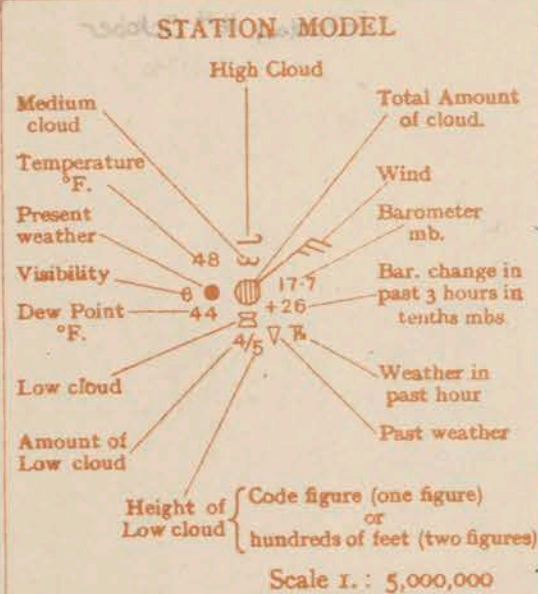 STATION MODEL
High Cloud
Medium
cloud
Total Amount
of cloud.
Temperature
°F.
Wind
Present
weather
Barometer
mb.
48
Visibility
6
17·7
Bar. change in
past 3 hours in
tenths mbs
+26
Dew Point
°F.
44
4/5
Low cloud
Weather in
past hour
Amount of
Low cloud
Past weather
Height of
Low cloud
Code figure (one figure)
or
hundreds of feet (two figures)
Scale 1. : 5,000,000